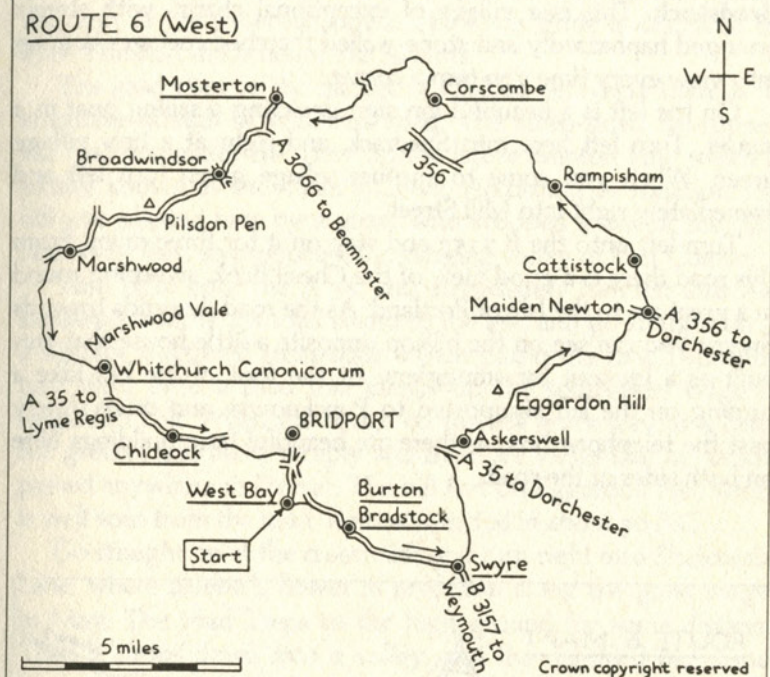 ROUTE 6 (West)
N
W E
S
Mosterton
Corscombe
Broadwindsor
A 3066 to Beaminster
A 356
Rampisham
Pilsdon Pen
Marshwood
Cattistock
Maiden Newton
A 356 to
Dorchester
Marshwood Vale
Whitchurch Canonicorum
A 35 to
Lyme Regis
Eggardon Hill
BRIDPORT
Chideock
Askerswell
A 35 to Dorchester
West Bay
Burton
Bradstock
Start
Swyre
B 3157 to
Weymouth
5 miles
Crown copyright reserved